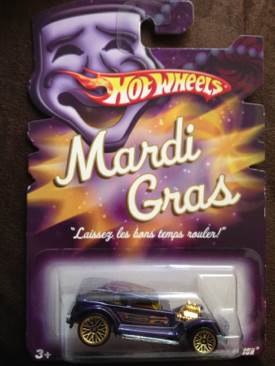 HOT WHEELS
Mardi
Gras
"Laissez les bons temps rouler!"
3+